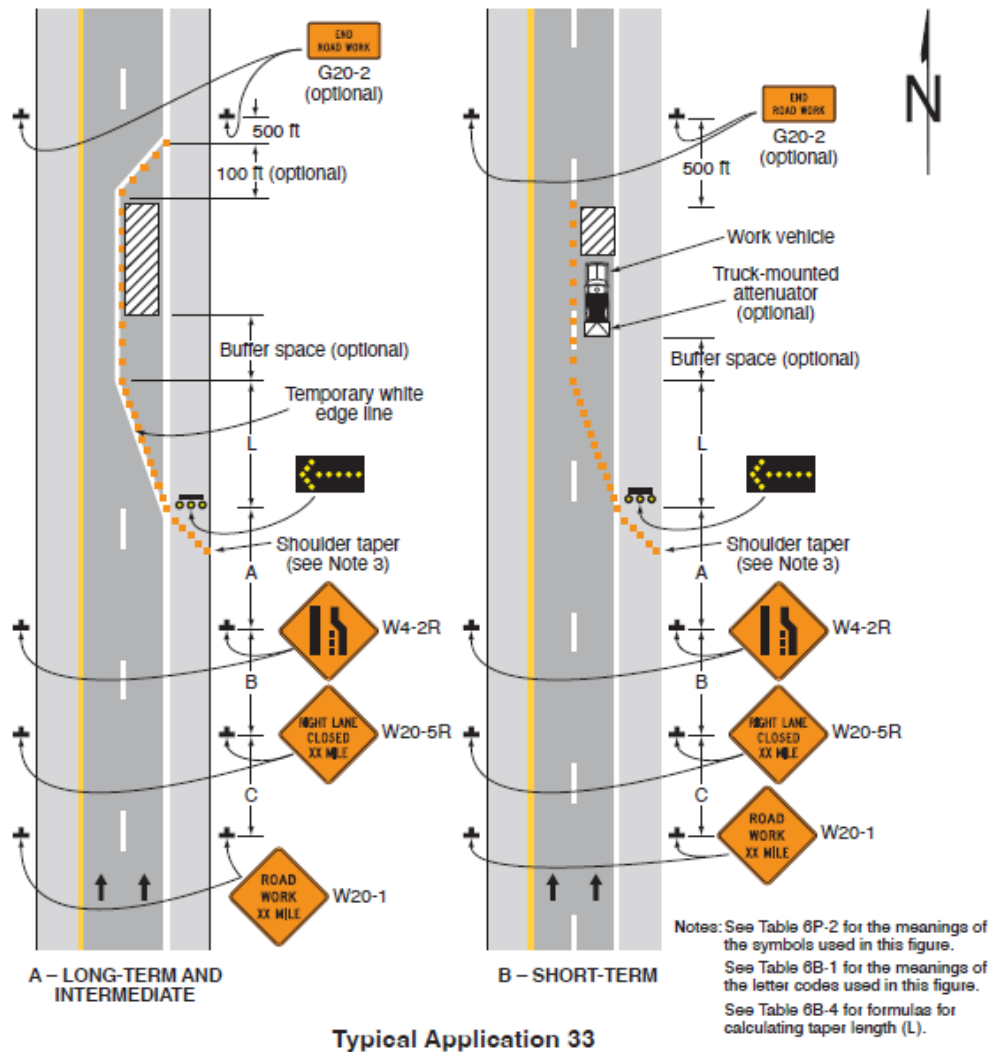 END
ROAD WORK
G20-2
(optional)
500 ft
100 ft (optional)
Buffer space (optional)
Temporary white
edge line
L
Shoulder taper
(see Note 3)
A
W4-2R
B
RIGHT LANE
CLOSED
XX MILE
W20-5R
C
ROAD
WORK
XX MILE
W20-1
A – LONG-TERM AND
INTERMEDIATE
END
ROAD WORK
G20-2
(optional)
500 ft
Work vehicle
Truck-mounted
attenuator
(optional)
Buffer space (optional)
L
Shoulder taper
(see Note 3)
A
W4-2R
B
RIGHT LANE
CLOSED
XX MILE
W20-5R
C
ROAD
WORK
XX MILE
W20-1
B – SHORT-TERM
N
Notes: See Table 6P-2 for the meanings of
the symbols used in this figure.
See Table 6B-1 for the meanings of
the letter codes used in this figure.
See Table 6B-4 for formulas for
calculating taper length (L).
Typical Application 33